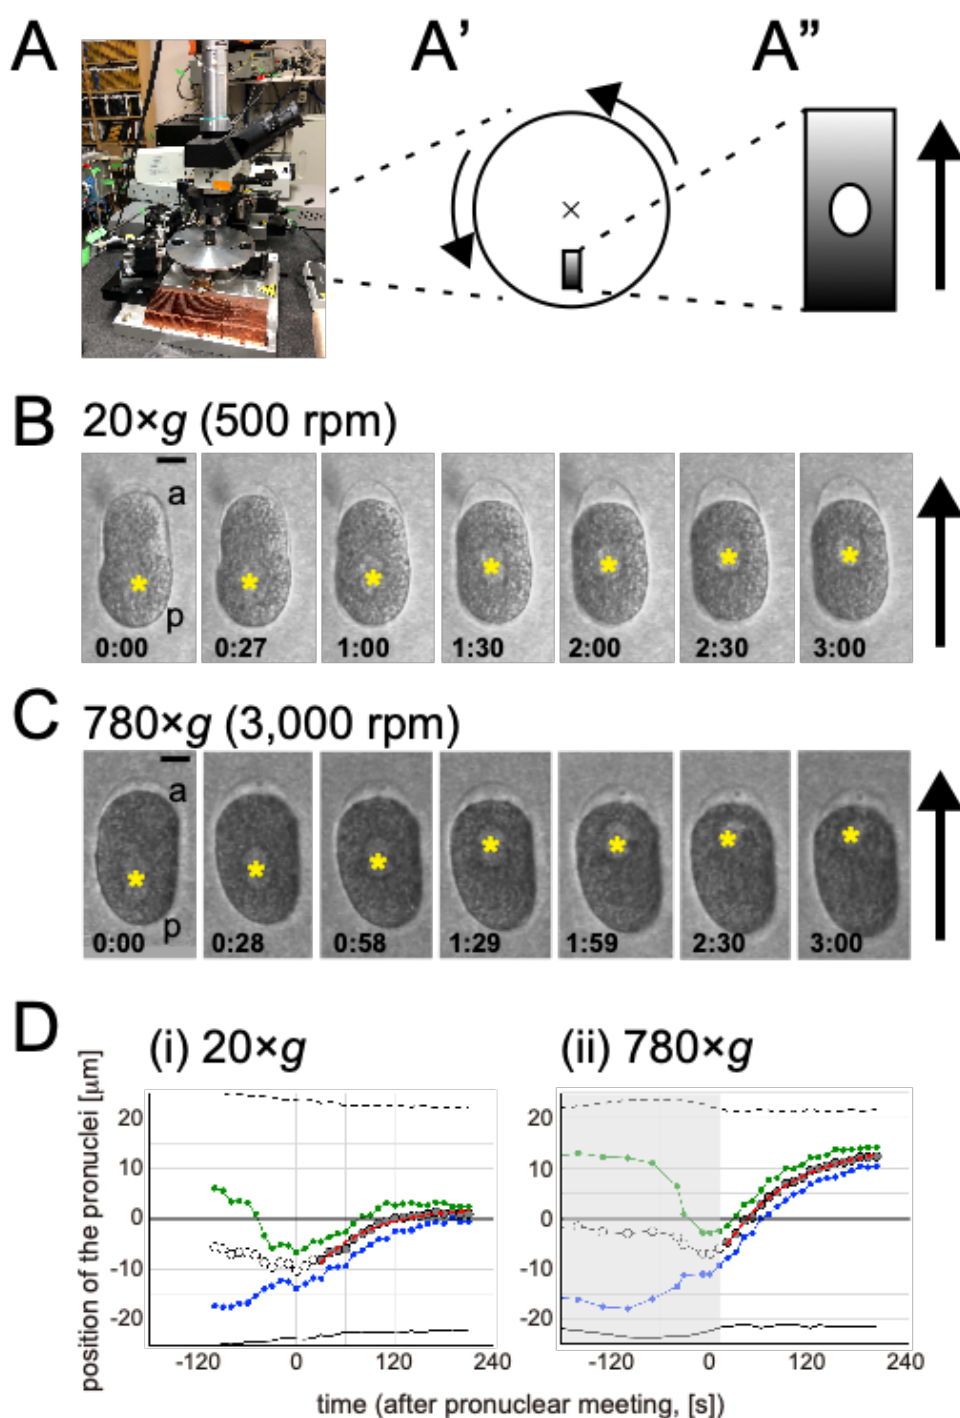 A
A'
A"
B
20×g (500 rpm)
a
p
0:00
0:27
1:00
1:30
2:00
2:30
3:00
C
780×g (3,000 rpm)
a
p
0:00
0:28
0:58
1:29
1:59
2:30
3:00
D
(i) 20×g
(ii) 780×g
position of the pronuclei [μm]
20
10
0
-10
-20
-120 0 120 240
20
10
0
-10
-20
-120 0 120 240
time (after pronuclear meeting, [s])